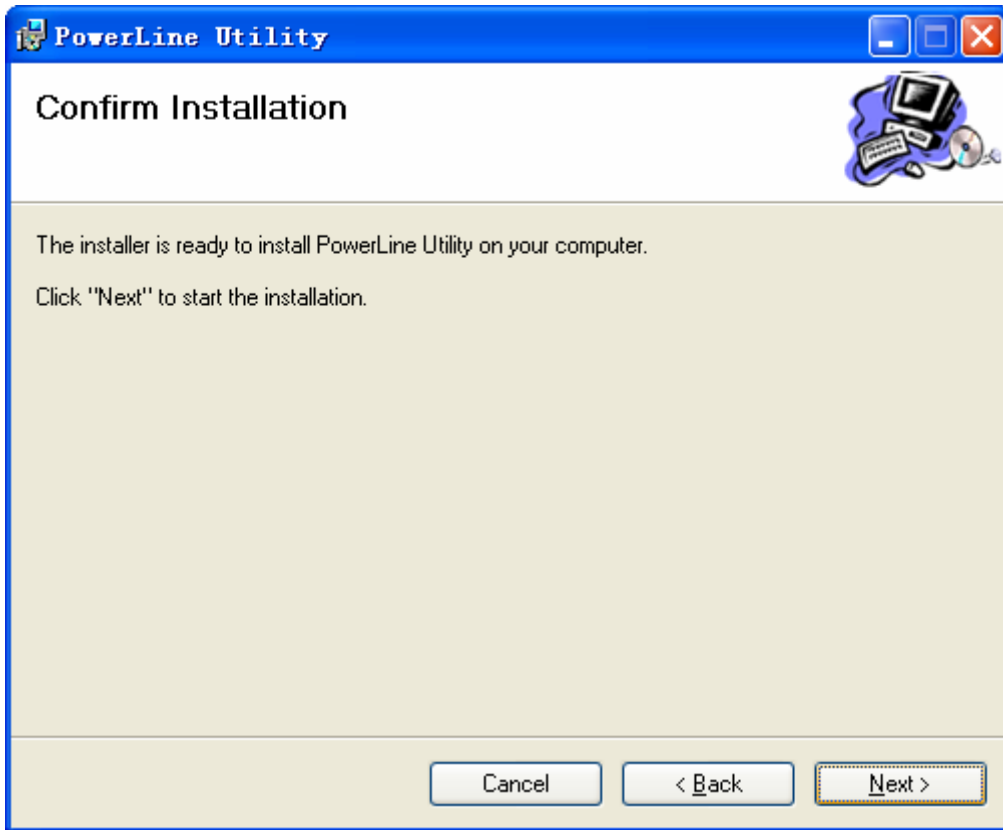 PowerLine Utility
Confirm Installation
The installer is ready to install PowerLine Utility on your computer.
Click "Next" to start the installation.
Cancel
< Back
Next >